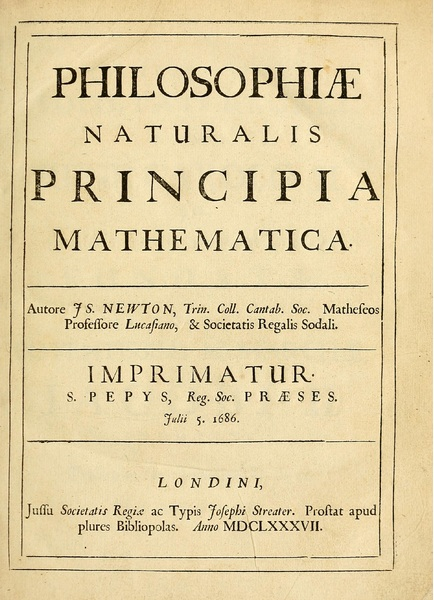 PHILOSOPHIÆ
NATURALIS
PRINCIPIA
MATHEMATICA.
Autore JS. NEWTON, Trin. Coll. Cantab. Soc. Matheſeos
Profeſſore Lucaſiano, & Societatis Regalis Sodali.
IMPRIMATUR.
S. PEPYS, Reg. Soc. PRÆSES.
Julii 5. 1686.
LONDINI,
Juſſu Societatis Regiæ ac Typis Joſephi Streater. Proſtat apud
plures Bibliopolas. Anno MDCLXXXVII.